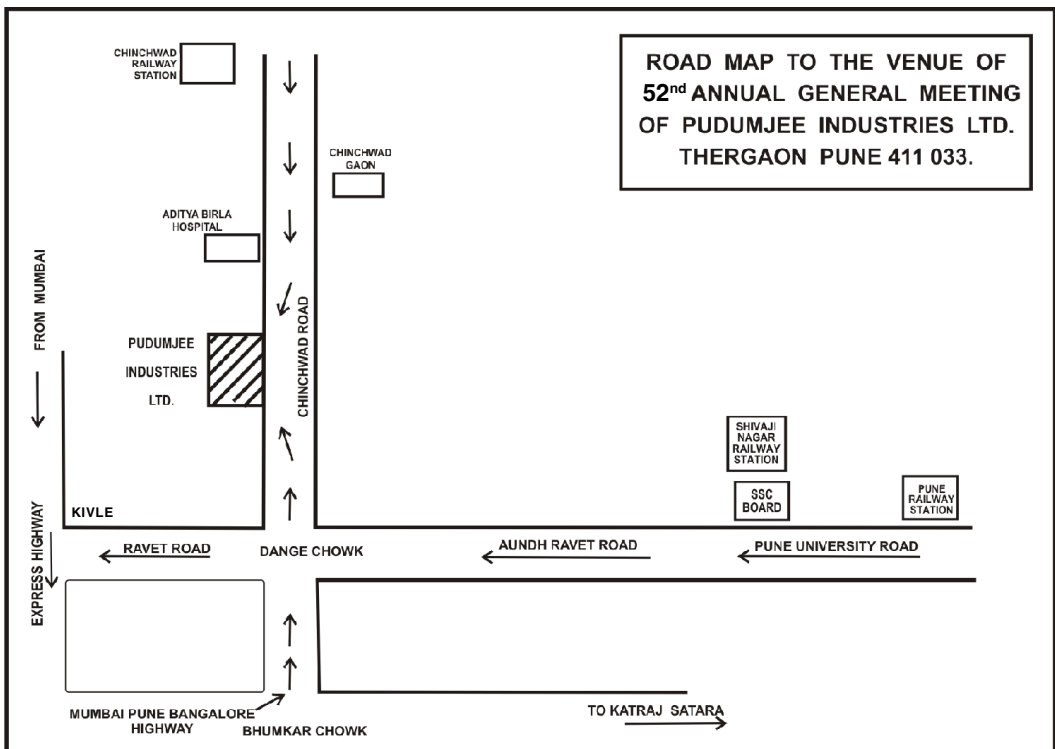 CHINCHWAD
RAILWAY
STATION
ROAD MAP TO THE VENUE OF
52nd ANNUAL GENERAL MEETING
OF PUDUMJEE INDUSTRIES LTD.
THERGAON PUNE 411 033.
CHINCHWAD
GAON
ADITYA BIRLA
HOSPITAL
FROM MUMBAI
PUDUMJEE
INDUSTRIES
LTD.
CHINCHWAD ROAD
SHIVAJI
NAGAR
RAILWAY
STATION
SSC
BOARD
PUNE
RAILWAY
STATION
KIVLE
EXPRESS HIGHWAY
RAVET ROAD
DANGE CHOWK
AUNDH RAVET ROAD
PUNE UNIVERSITY ROAD
MUMBAI PUNE BANGALORE
HIGHWAY
BHUMKAR CHOWK
TO KATRAJ SATARA